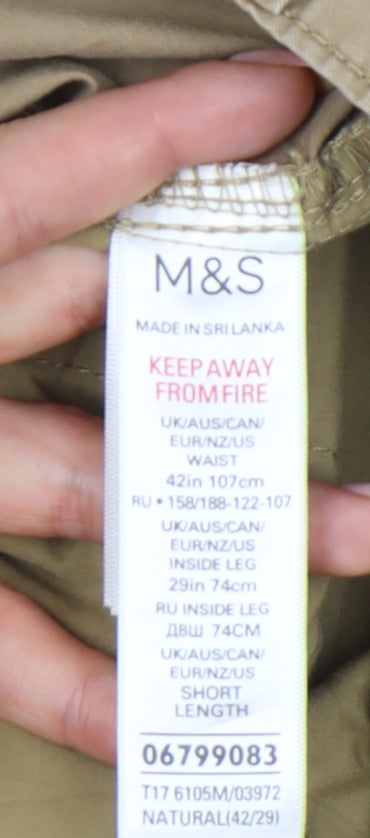 M&S
MADE IN SRI LANKA
KEEP AWAY
FROM FIRE
UK/AUS/CAN/
EUR/NZ/US
WAIST
42in 107cm
RU • 158/188-122-107
UK/AUS/CAN/
EUR/NZ/US
INSIDE LEG
29in 74cm
RU INSIDE LEG
ДВШ 74СМ
UK/AUS/CAN/
EUR/NZ/US
SHORT
LENGTH
06799083
T17 6105M/03972
NATURAL(42/29)